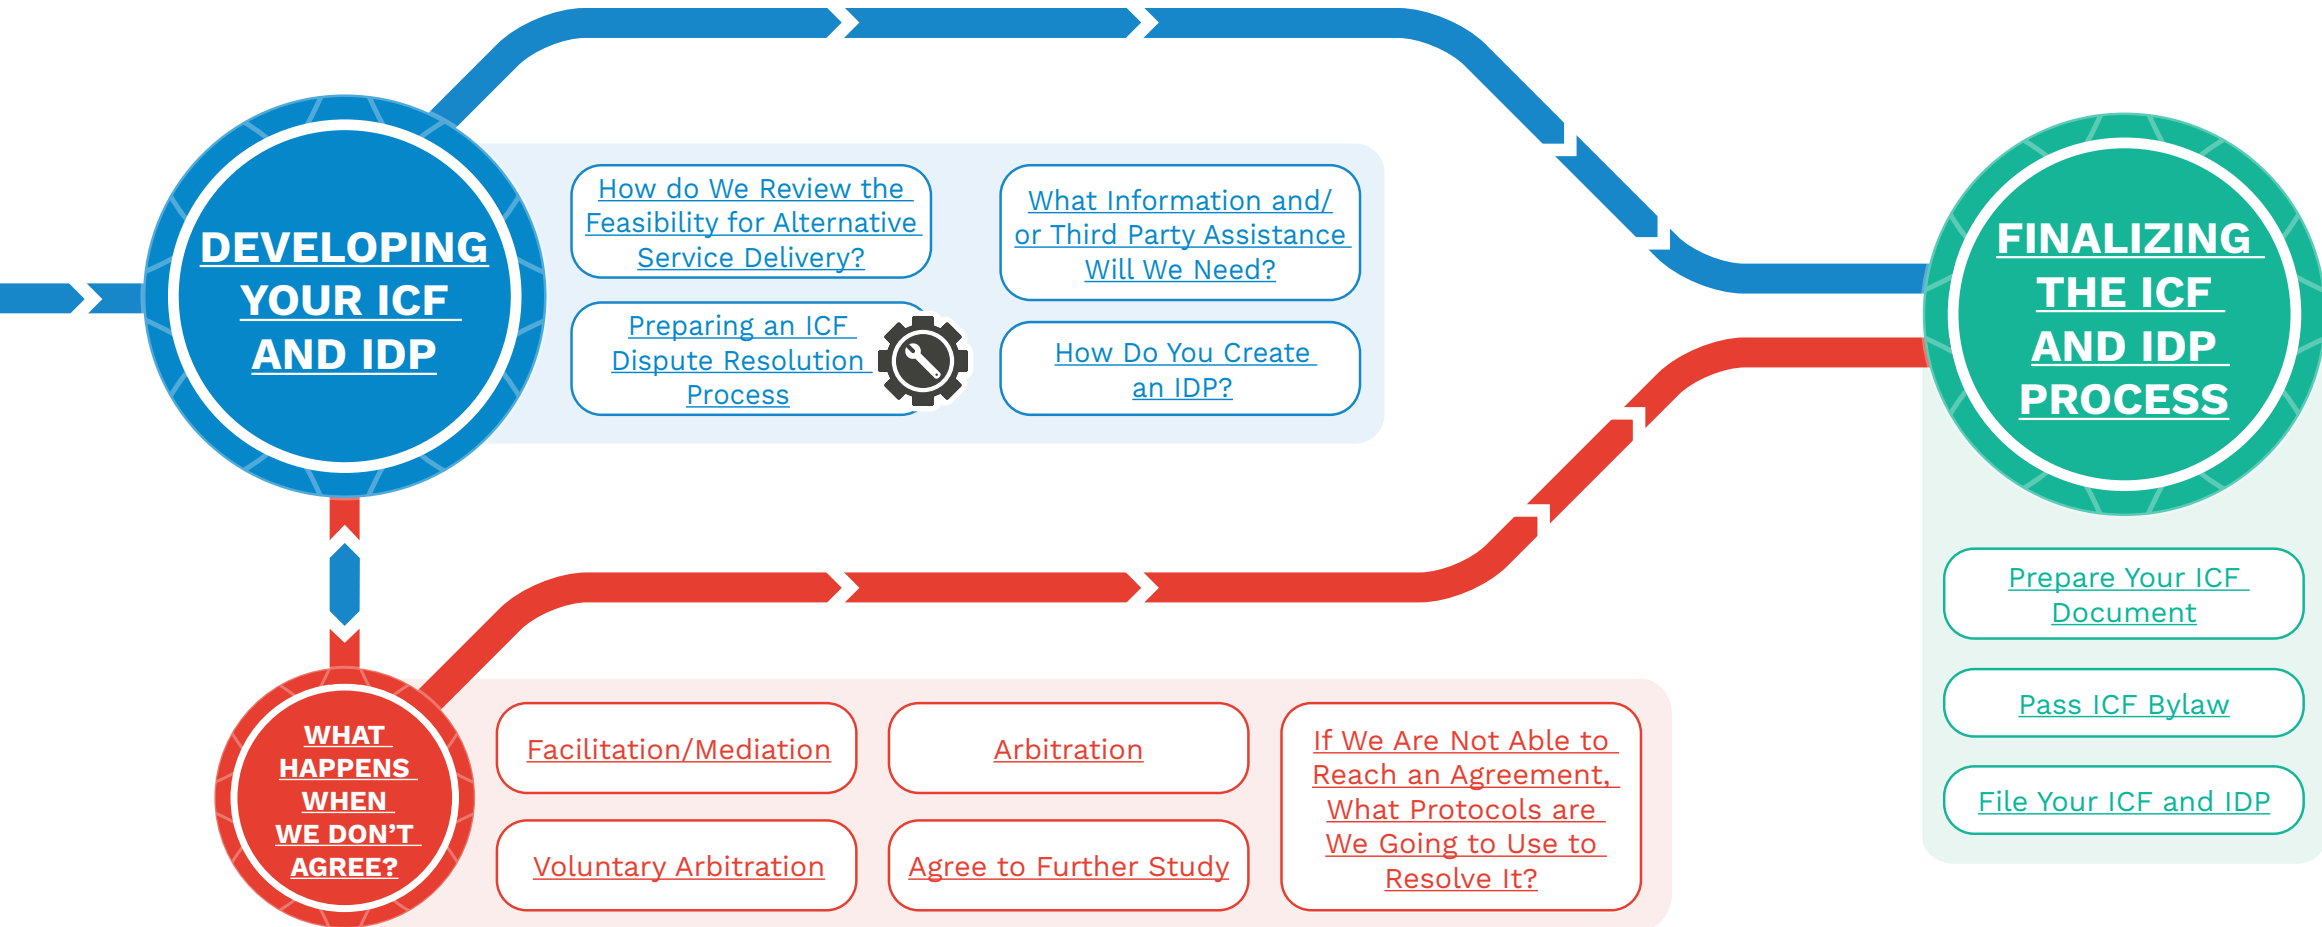 DEVELOPING
YOUR ICF
AND IDP
How do We Review the
Feasibility for Alternative
Service Delivery?
What Information and/
or Third Party Assistance
Will We Need?
Preparing an ICF
Dispute Resolution
Process
How Do You Create
an IDP?
FINALIZING
THE ICF
AND IDP
PROCESS
Prepare Your ICF
Document
Pass ICF Bylaw
File Your ICF and IDP
WHAT
HAPPENS
WHEN
WE DON’T
AGREE?
Facilitation/Mediation
Arbitration
If We Are Not Able to
Reach an Agreement,
What Protocols are
We Going to Use to
Resolve It?
Voluntary Arbitration
Agree to Further Study